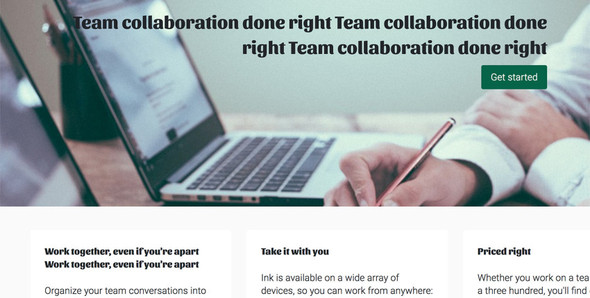 Team collaboration done right Team collaboration done
right Team collaboration done right
Get started
Work together, even if you're apart
Work together, even if you're apart
Organize your team conversations into
Take it with you
Ink is available on a wide array of
devices, so you can work from anywhere:
Priced right
Whether you work on a tea
a three hundred, you'll find